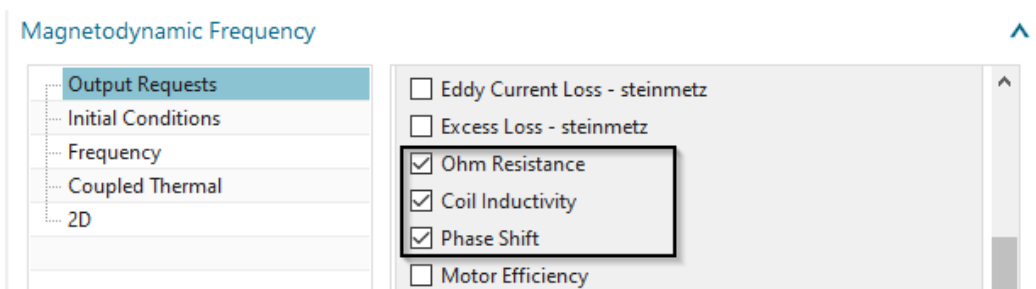 Magnetodynamic Frequency
Output Requests
Initial Conditions
Frequency
Coupled Thermal
2D
Eddy Current Loss - steinmetz
Excess Loss - steinmetz
Ohm Resistance
Coil Inductivity
Phase Shift
Motor Efficiency